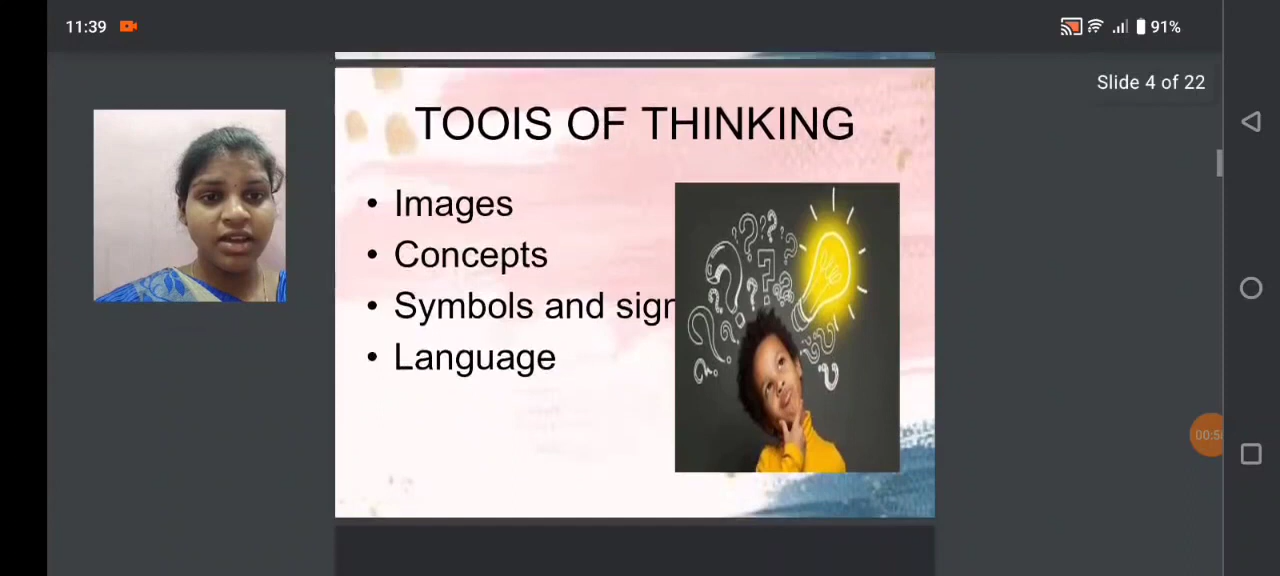 11:39
91%
Slide 4 of 22
TOOIS OF THINKING
• Images
• Concepts
• Symbols and sign
• Language